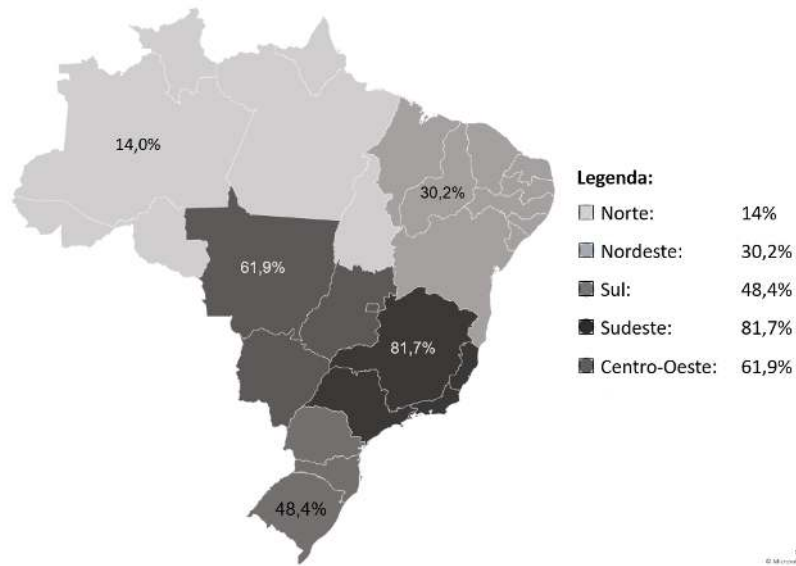 14,0%
30,2%
61,9%
81,7%
48,4%
Legenda:
Norte: 14%
Nordeste: 30,2%
Sul: 48,4%
Sudeste: 81,7%
Centro-Oeste: 61,9%